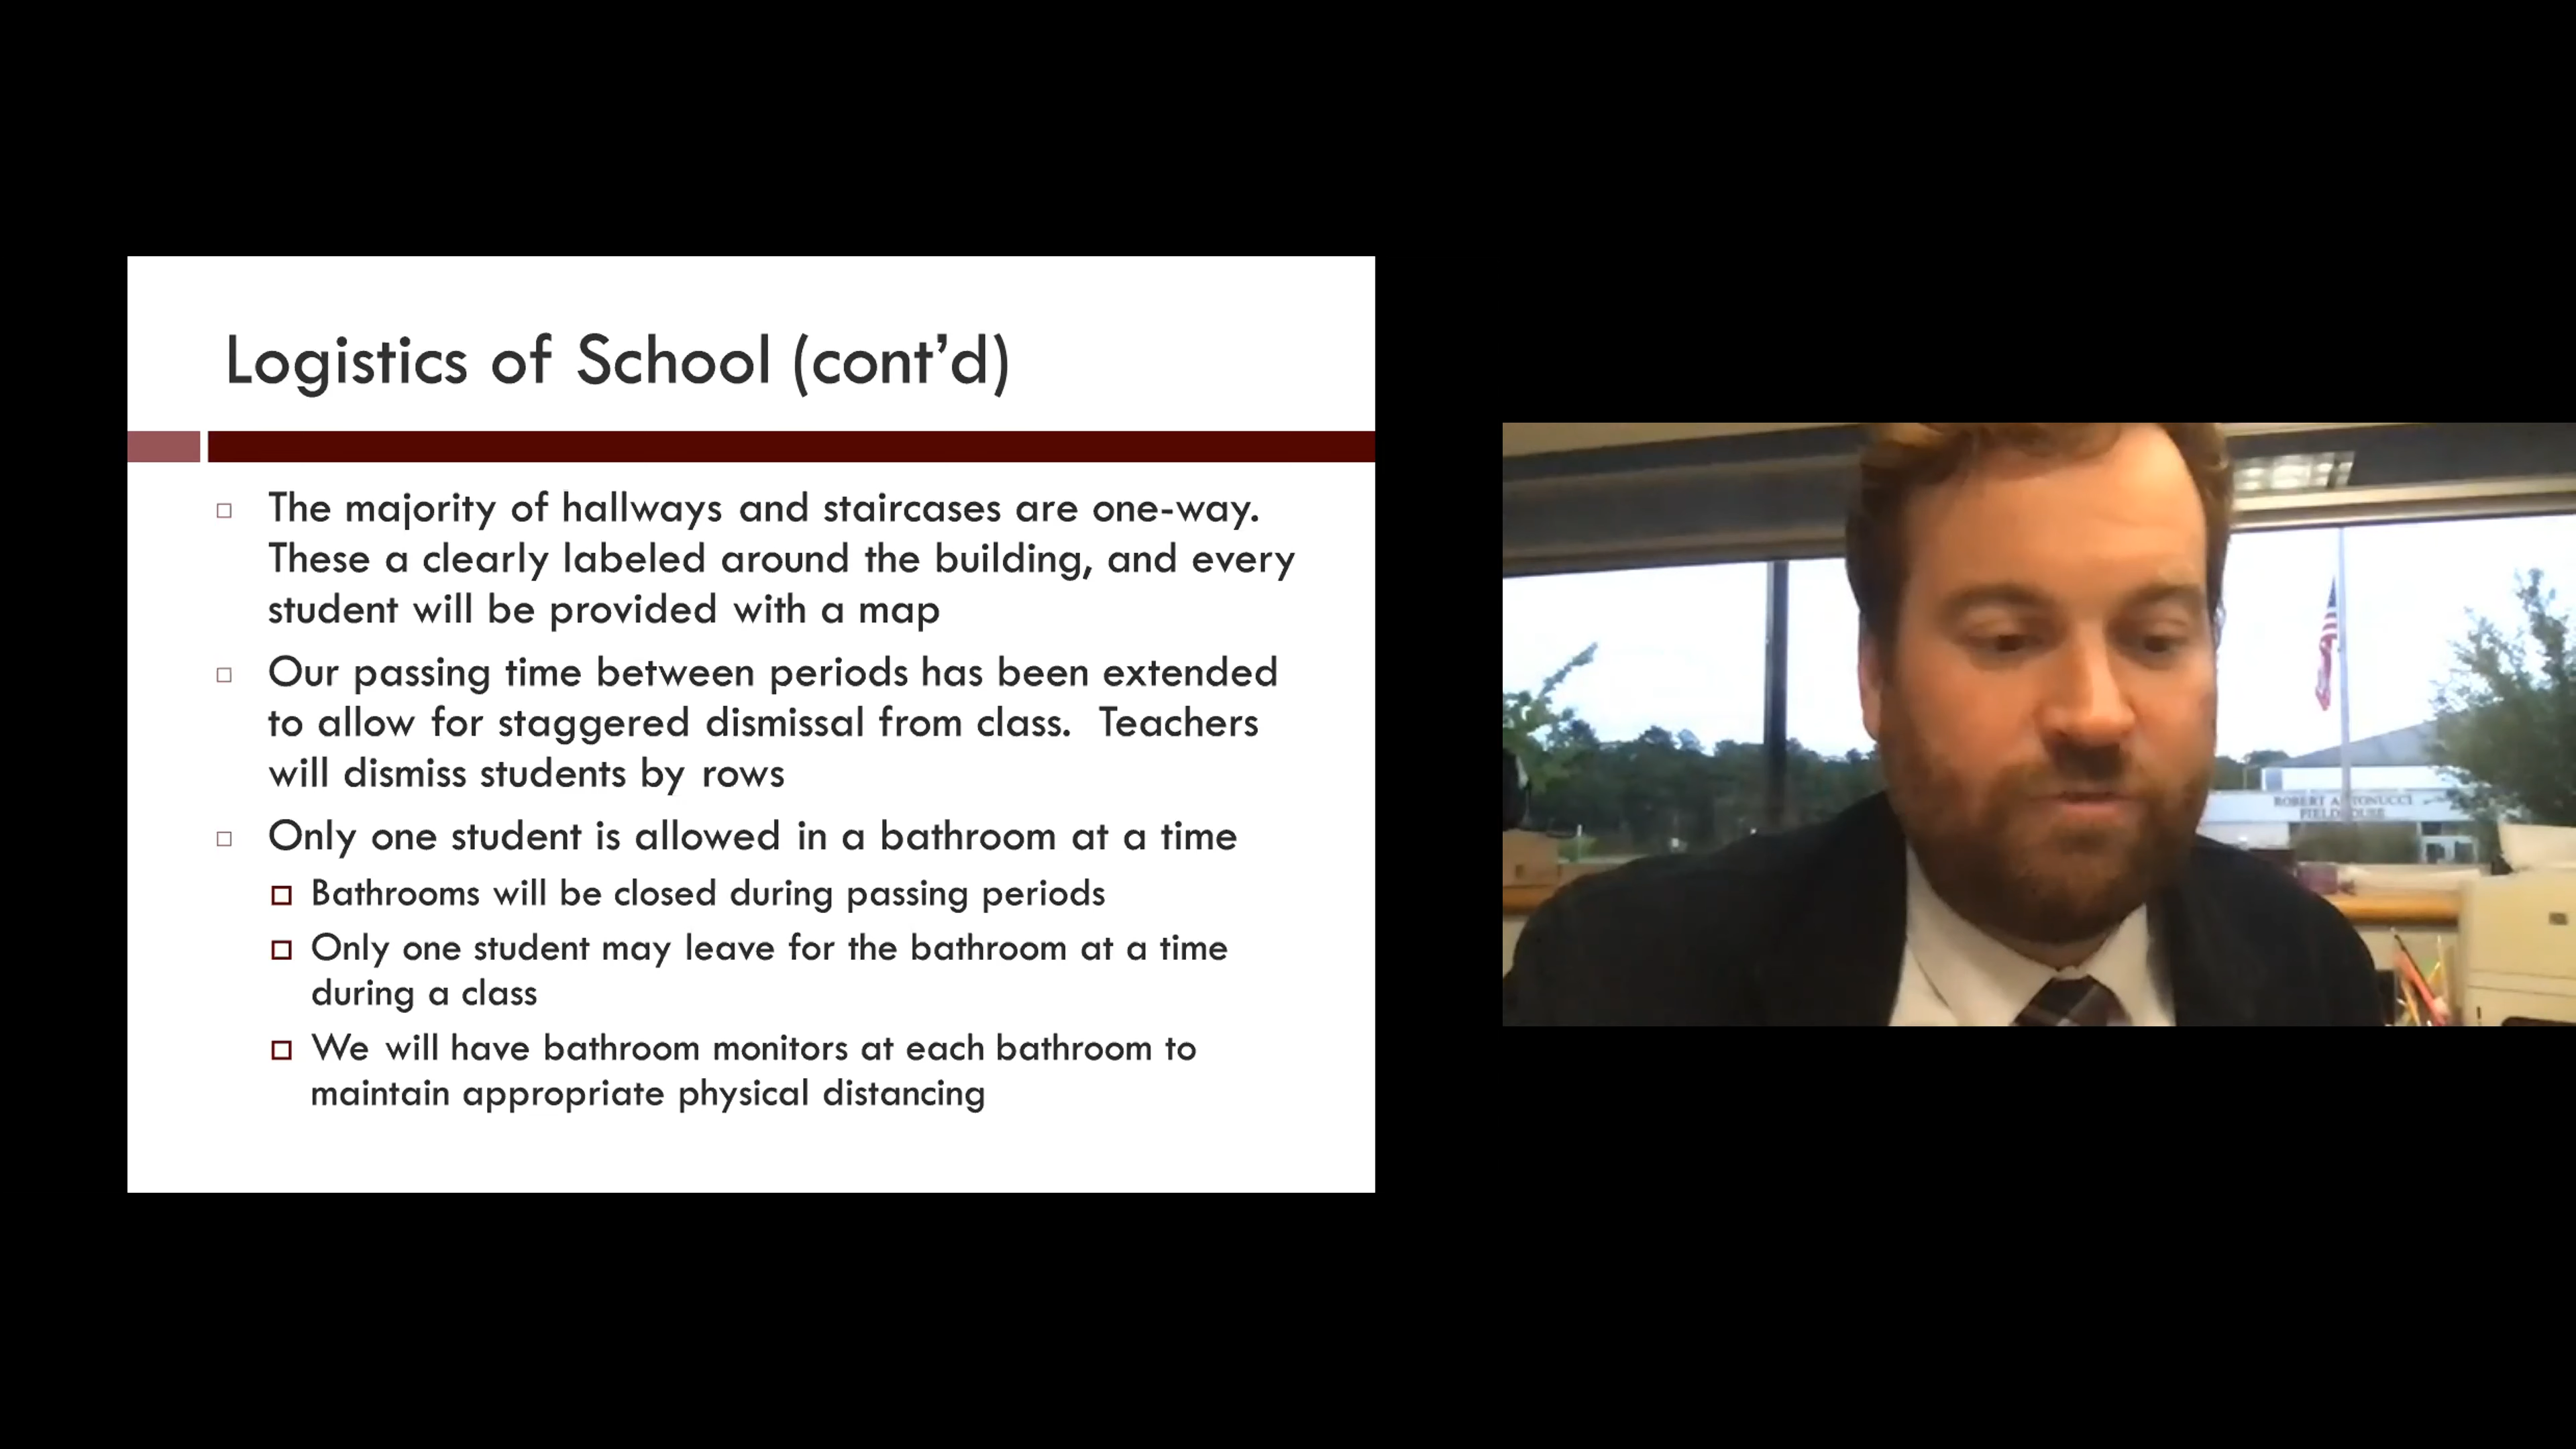 Logistics of School (cont’d)
The majority of hallways and staircases are one-way.
These a clearly labeled around the building, and every
student will be provided with a map
Our passing time between periods has been extended
to allow for staggered dismissal from class.  Teachers
will dismiss students by rows
Only one student is allowed in a bathroom at a time
Bathrooms will be closed during passing periods
Only one student may leave for the bathroom at a time
during a class
We will have bathroom monitors at each bathroom to
maintain appropriate physical distancing
ROBERT ANTONUCCI
FIELDHOUSE